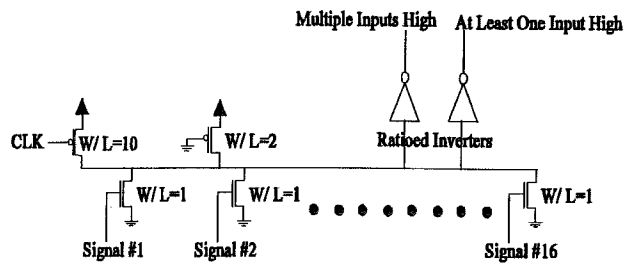 Multiple Inputs High
At Least One Input High
CLK
W/L=10
W/L=2
Ratioed Inverters
W/L=1
W/L=1
W/L=1
Signal #1
Signal #2
Signal #16